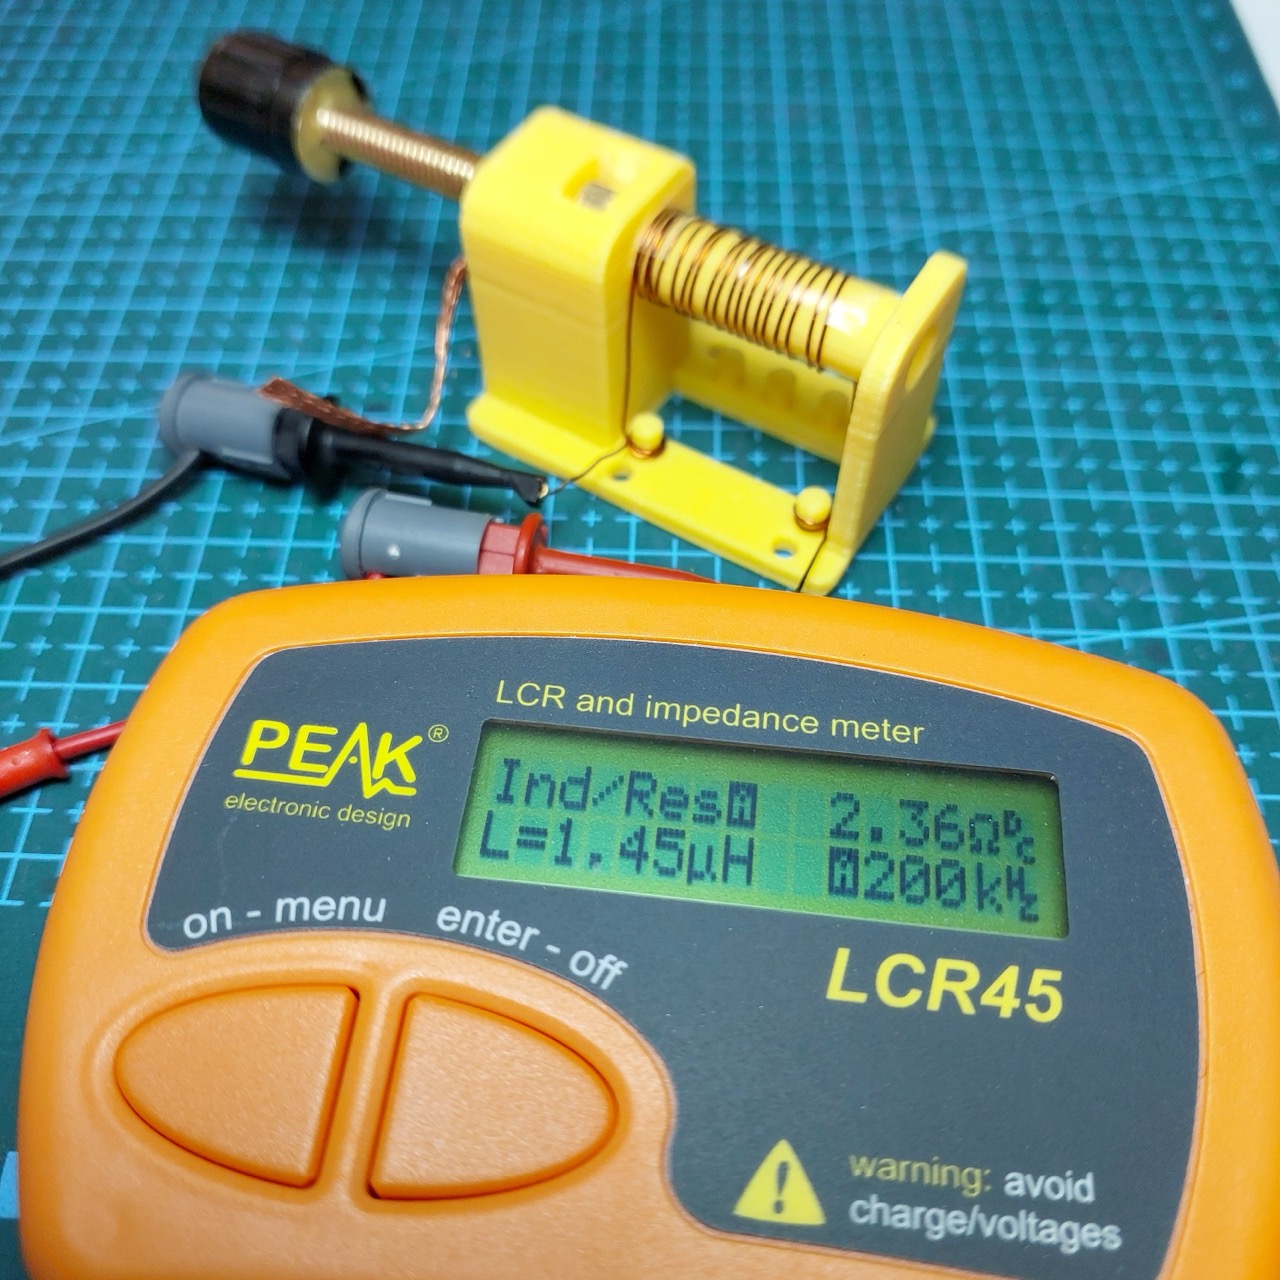 LCR and impedance meter
PEAK®
electronic design
Ind/Res 2.36ΩDC
L=1.45µH 200kHz
on - menu
enter - off
LCR45
warning: avoid
charge/voltages